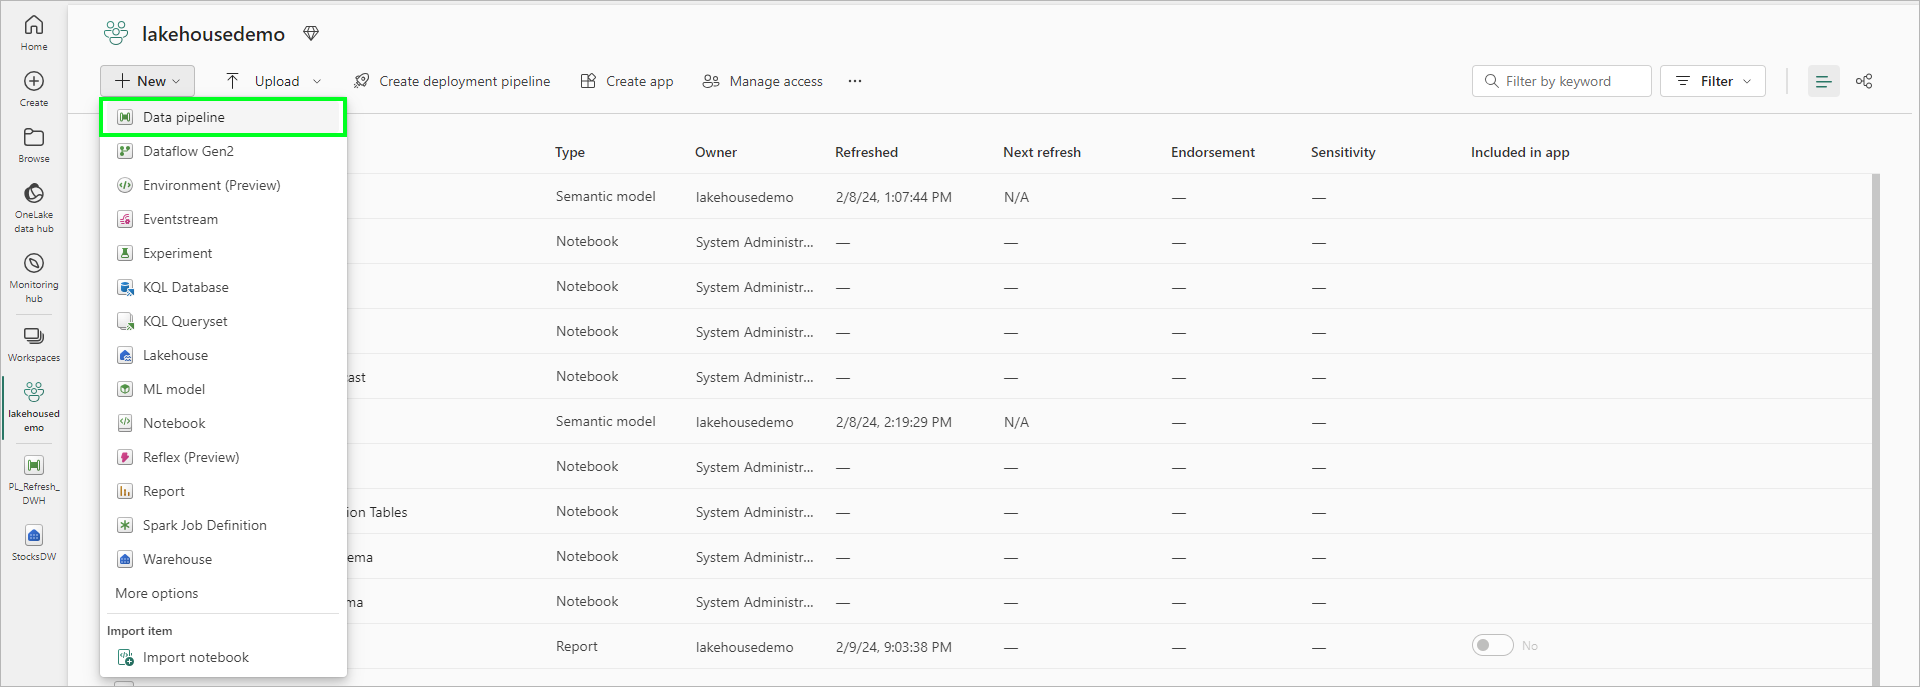 Home
Create
Browse
OneLake
data hub
Monitoring
hub
Workspaces
lakehoused
emo
PL_Refresh_
DWH
StocksDW
lakehousedemo
New
Upload
Create deployment pipeline
Create app
Manage access
Filter by keyword
Filter
Data pipeline
Dataflow Gen2
Environment (Preview)
Eventstream
Experiment
KQL Database
KQL Queryset
Lakehouse
ML model
Notebook
Reflex (Preview)
Report
Spark Job Definition
Warehouse
More options
Import item
Import notebook
Type Owner Refreshed Next refresh Endorsement Sensitivity Included in app
Semantic model lakehousedemo 2/8/24, 1:07:44 PM N/A — —
Notebook System Administr... — — — —
Notebook System Administr... — — — —
Notebook System Administr... — — — —
ast Notebook System Administr... — — — —
Semantic model lakehousedemo 2/8/24, 2:19:29 PM N/A — —
Notebook System Administr... — — — —
ion Tables Notebook System Administr... — — — —
ema Notebook System Administr... — — — —
ma Notebook System Administr... — — — —
Report lakehousedemo 2/9/24, 9:03:38 PM — — — No